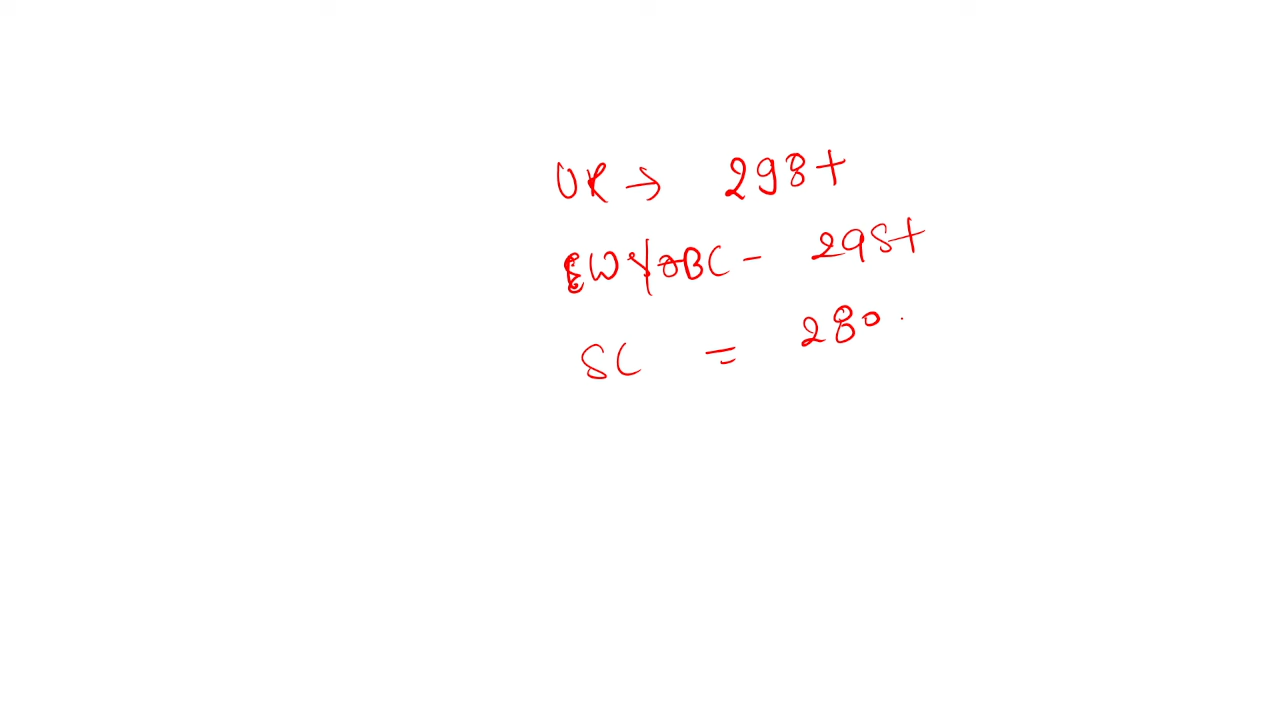 UR → 298+
EWS/OBC - 295+
SC = 280.